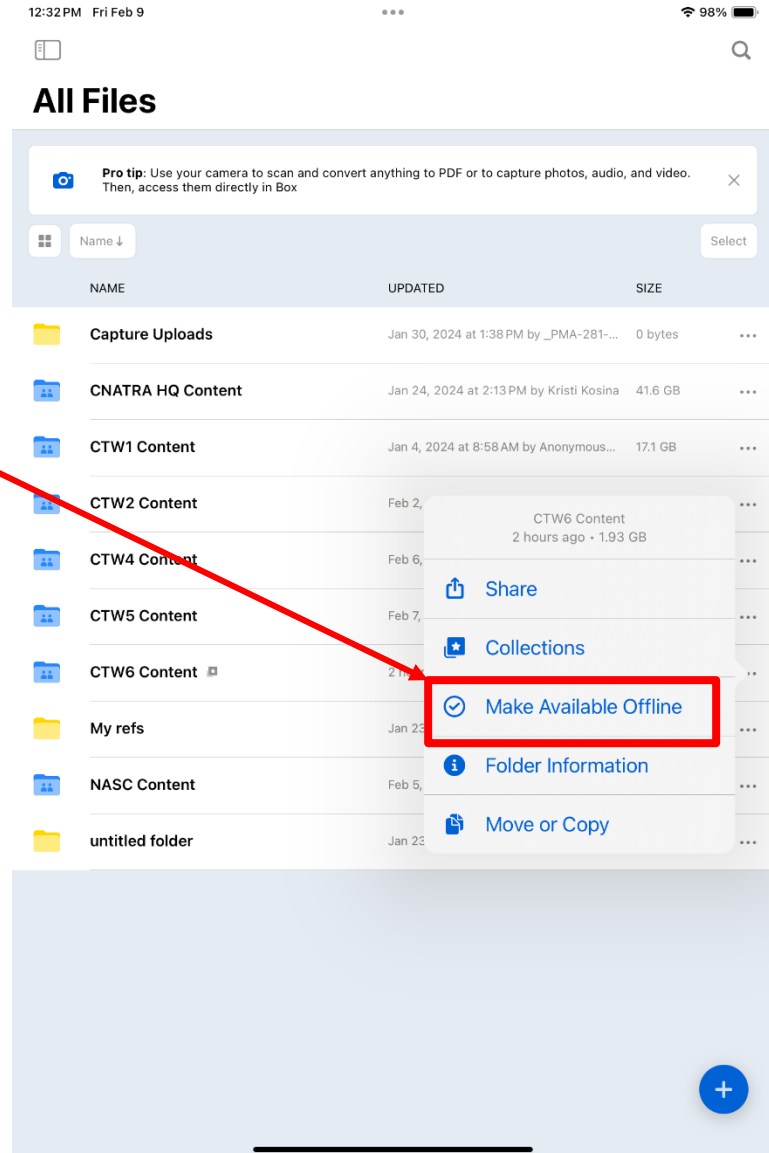 12:32 PM Fri Feb 9 98%
All Files
Pro tip: Use your camera to scan and convert anything to PDF or to capture photos, audio, and video.
Then, access them directly in Box
Name ↓ Select
NAME UPDATED SIZE
Capture Uploads Jan 30, 2024 at 1:38 PM by _PMA-281-... 0 bytes
CNATRA HQ Content Jan 24, 2024 at 2:13 PM by Kristi Kosina 41.6 GB
CTW1 Content Jan 4, 2024 at 8:58 AM by Anonymous... 17.1 GB
CTW2 Content Feb 2,
CTW4 Content Feb 6,
CTW5 Content Feb 7,
CTW6 Content 2
My refs Jan 23
NASC Content Feb 5,
untitled folder Jan 23
CTW6 Content
2 hours ago • 1.93 GB
Share
Collections
Make Available Offline
Folder Information
Move or Copy